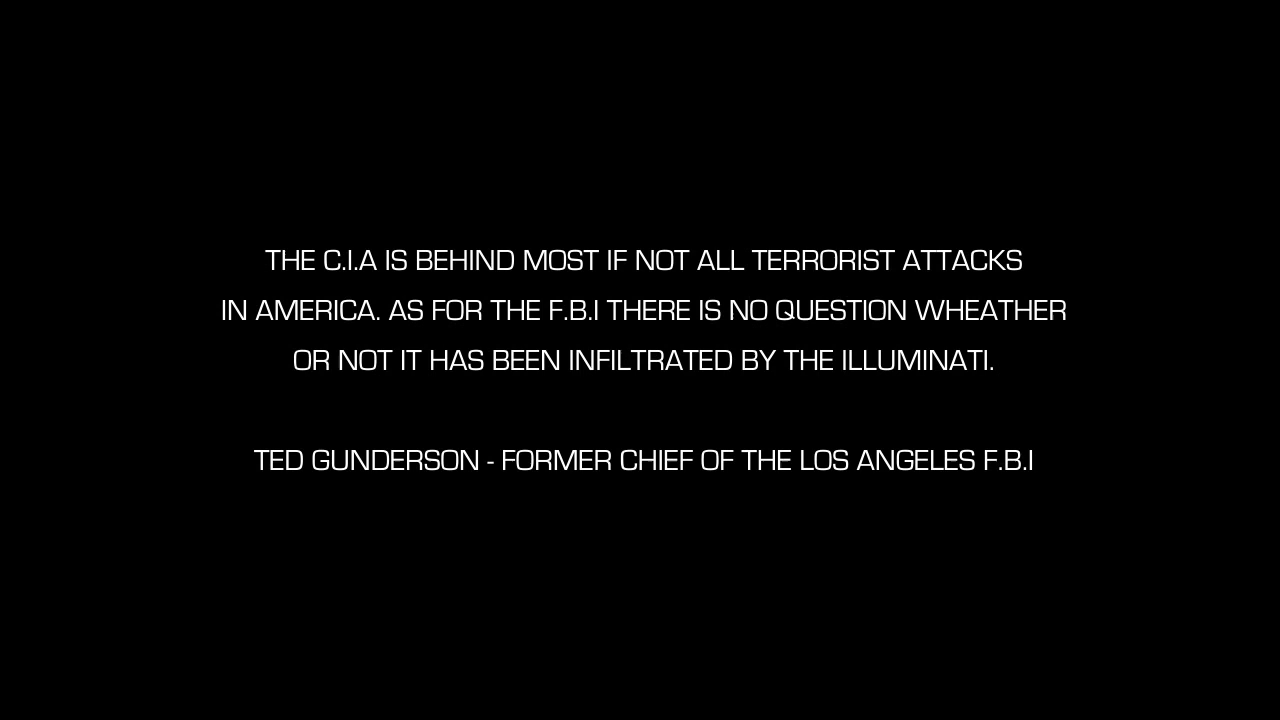 THE C.I.A IS BEHIND MOST IF NOT ALL TERRORIST ATTACKS
IN AMERICA. AS FOR THE F.B.I THERE IS NO QUESTION WHEATHER
OR NOT IT HAS BEEN INFILTRATED BY THE ILLUMINATI.
TED GUNDERSON - FORMER CHIEF OF THE LOS ANGELES F.B.I